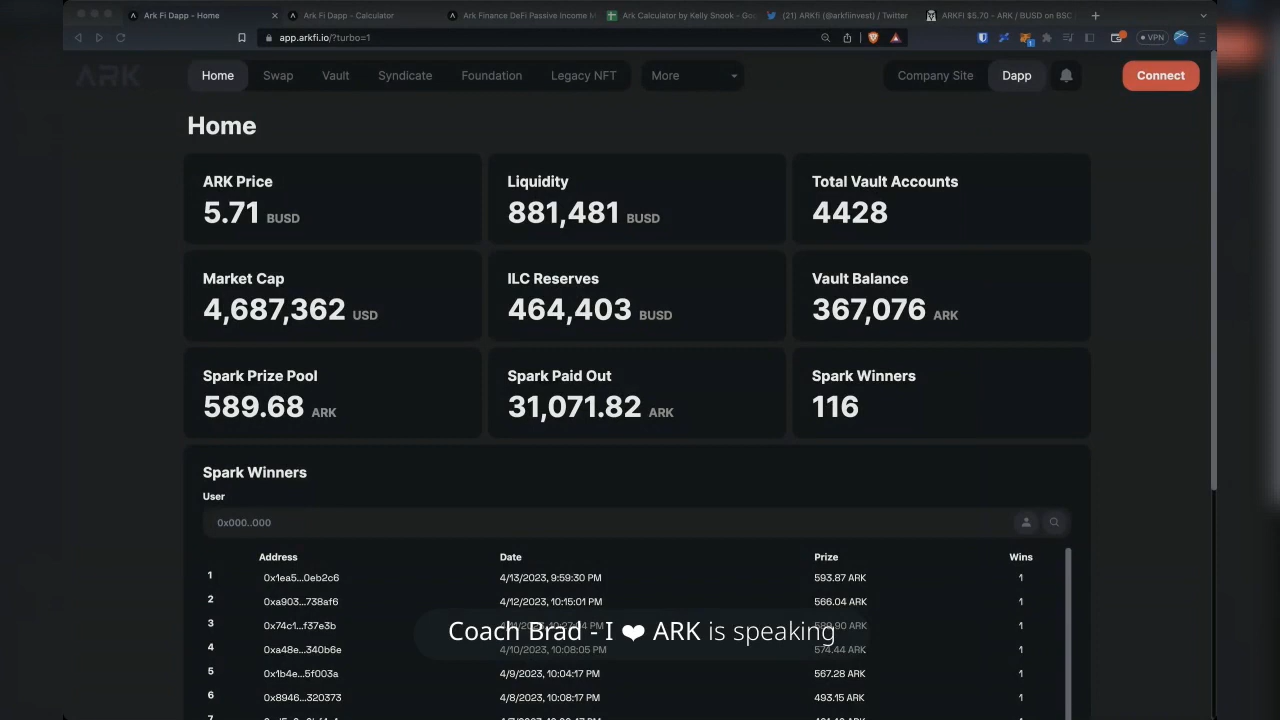 Ark Fi Dapp - Home
Ark Fi Dapp - Calculator
Ark Finance DeFi Passive Income M
Ark Calculator by Kelly Snook - Goo
(21) ARKfi (@arkfiinvest) / Twitter
ARKFI $5.70 - ARK / BUSD on BSC
app.arkfi.io/?turbo=1
VPN
ARK
Home
Swap
Vault
Syndicate
Foundation
Legacy NFT
More
Company Site
Dapp
Connect
Home
ARK Price
5.71 BUSD
Liquidity
881,481 BUSD
Total Vault Accounts
4428
Market Cap
4,687,362 USD
ILC Reserves
464,403 BUSD
Vault Balance
367,076 ARK
Spark Prize Pool
589.68 ARK
Spark Paid Out
31,071.82 ARK
Spark Winners
116
Spark Winners
User
0x000..000
Address Date Prize Wins
1 0x1ea5...0eb2c6 4/13/2023, 9:59:30 PM 593.87 ARK 1
2 0xa903...738af6 4/12/2023, 10:15:01 PM 566.04 ARK 1
3 0x74c1...f37e3b ARK 1
Coach Brad - I ❤ ARK is speaking
4 0xa48e...340b6e 4/10/2023, 10:08:05 PM 574.44 ARK 1
5 0x1b4e...5f003a 4/9/2023, 10:04:17 PM 567.28 ARK 1
6 0x8946...320373 4/8/2023, 10:08:17 PM 493.15 ARK 1